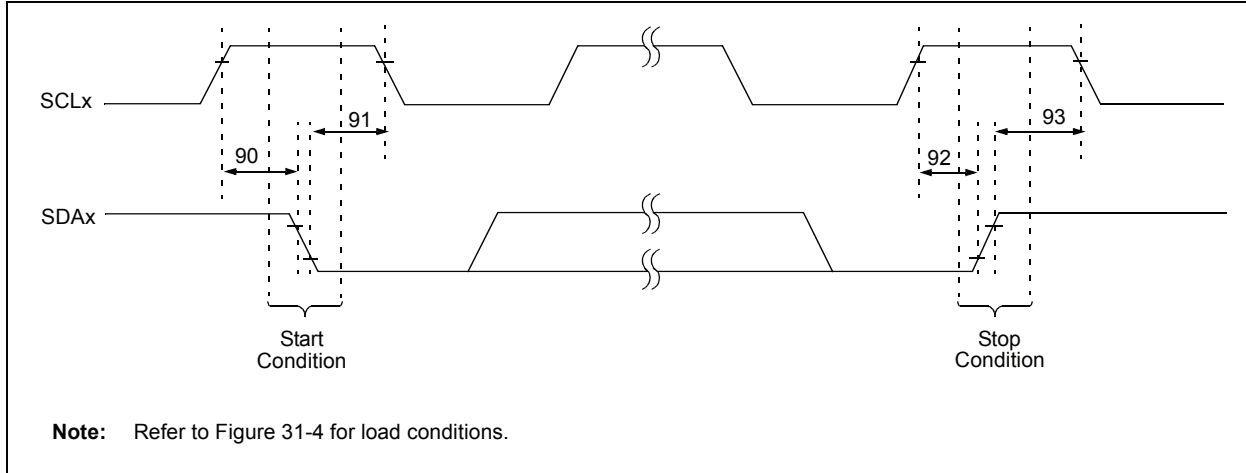 SCLx
91
93
90
92
SDAx
Start
Condition
Stop
Condition
Note: Refer to Figure 31-4 for load conditions.